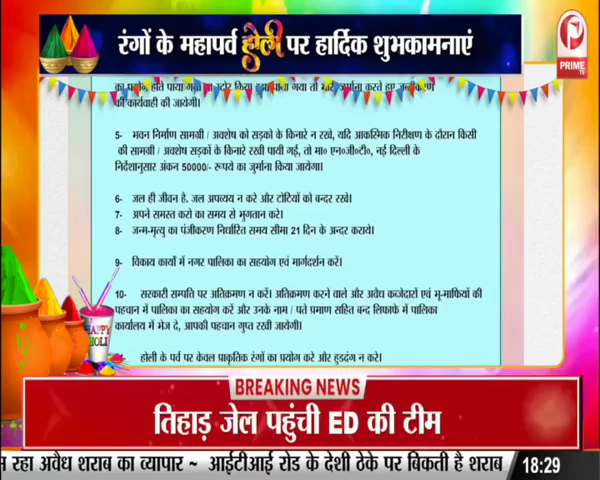 रंगों के महापर्व होली पर हार्दिक शुभकामनाएं
PRIME
TV
की कार्यवाही की जायेगी।
5- भवन निर्माण सामग्री / अवशेष को सड़को के किनारे न रखे, यदि आकस्मिक निरीक्षण के दौरान किसी
की सामग्री / अवशेष सड़को के किनारे रखी पायी गई, तो मा० एन०जी०टी०, नई दिल्ली के
निर्देशानुसार अंकन 50000/- रूपये का जुर्माना किया जायेगा।
6- जल ही जीवन है. जल अपव्यय न करे और टोटियों को बन्दर रखे।
7- अपने समस्त करो का समय से भुगतान करे।
8- जन्म-मृत्यु का पंजीकरण निर्धारित समय सीमा 21 दिन के अन्दर कराये।
9- विकाय कार्यो में नगर पालिका का सहयोग एवं मार्गदर्शन करें।
10- सरकारी सम्पत्ति पर अतिक्रमण न करें। अतिक्रमण करने वाले और अवैध कब्जेदारों एवं भू-माफियों की
पहचान में पालिका का सहयोग करें और उनके नाम / पते प्रमाण सहित बन्द लिफाफे में पालिका
कार्यालय में भेज दे, आपकी पहचान गुप्त रखी जायेगी।
होली के पर्व पर केवल प्राकृतिक रंगों का प्रयोग करे और हुडदंग न करे।
HAPPY
HOLI
BREAKING NEWS
तिहाड़ जेल पहुंची ED की टीम
रहा अवैध शराब का व्यापार ~ आईटीआई रोड के देशी ठेके पर बिकती है शराब
18:29